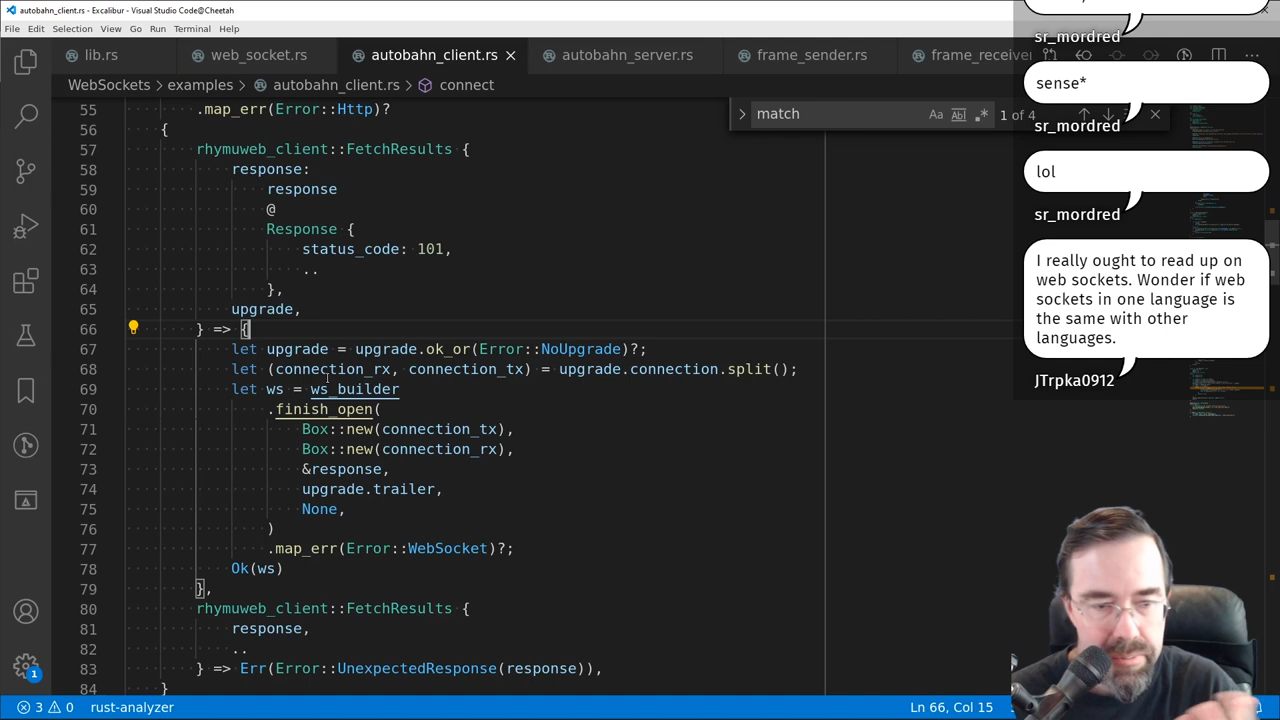 autobahn_client.rs - Excalibur - Visual Studio Code@Cheetah
File Edit Selection View Go Run Terminal Help
lib.rs web_socket.rs autobahn_client.rs autobahn_server.rs frame_sender.rs frame_receiver
WebSockets > examples > autobahn_client.rs > connect
match 1 of 4
55 .map_err(Error::Http)?
56 {
57 rhymuweb_client::FetchResults {
58 response:
59 response
60 @
61 Response {
62 status_code: 101,
63 ..
64 },
65 upgrade,
66 } => {
67 let upgrade = upgrade.ok_or(Error::NoUpgrade)?;
68 let (connection_rx, connection_tx) = upgrade.connection.split();
69 let ws = ws_builder
70 .finish_open(
71 Box::new(connection_tx),
72 Box::new(connection_rx),
73 &response,
74 upgrade.trailer,
75 None,
76 )
77 .map_err(Error::WebSocket)?;
78 Ok(ws)
79 },
80 rhymuweb_client::FetchResults {
81 response,
82 ..
83 } => Err(Error::UnexpectedResponse(response)),
84 }
sr_mordred
sense*
sr_mordred
lol
sr_mordred
I really ought to read up on
web sockets. Wonder if web
sockets in one language is
the same with other
languages.
JTrpka0912
1
3 0 rust-analyzer Ln 66, Col 15